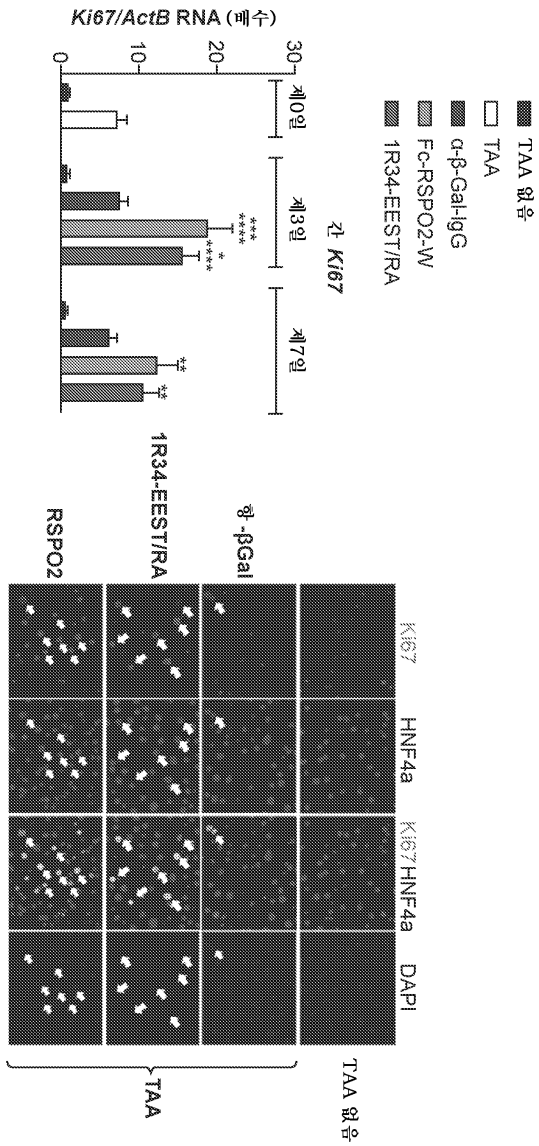 TAA 없음
TAA
α-β-Gal-IgG
Fc-RSPO2-W
1R34-EEST/RA
간 Ki67
Ki67/ActB RNA (배수)
30
20
10
0
***
****
*
****
**
**
제0일
제3일
제7일
Ki67
HNF4a
Ki67 HNF4a
DAPI
TAA 없음
항-βGal
1R34-EEST/RA
RSPO2
TAA